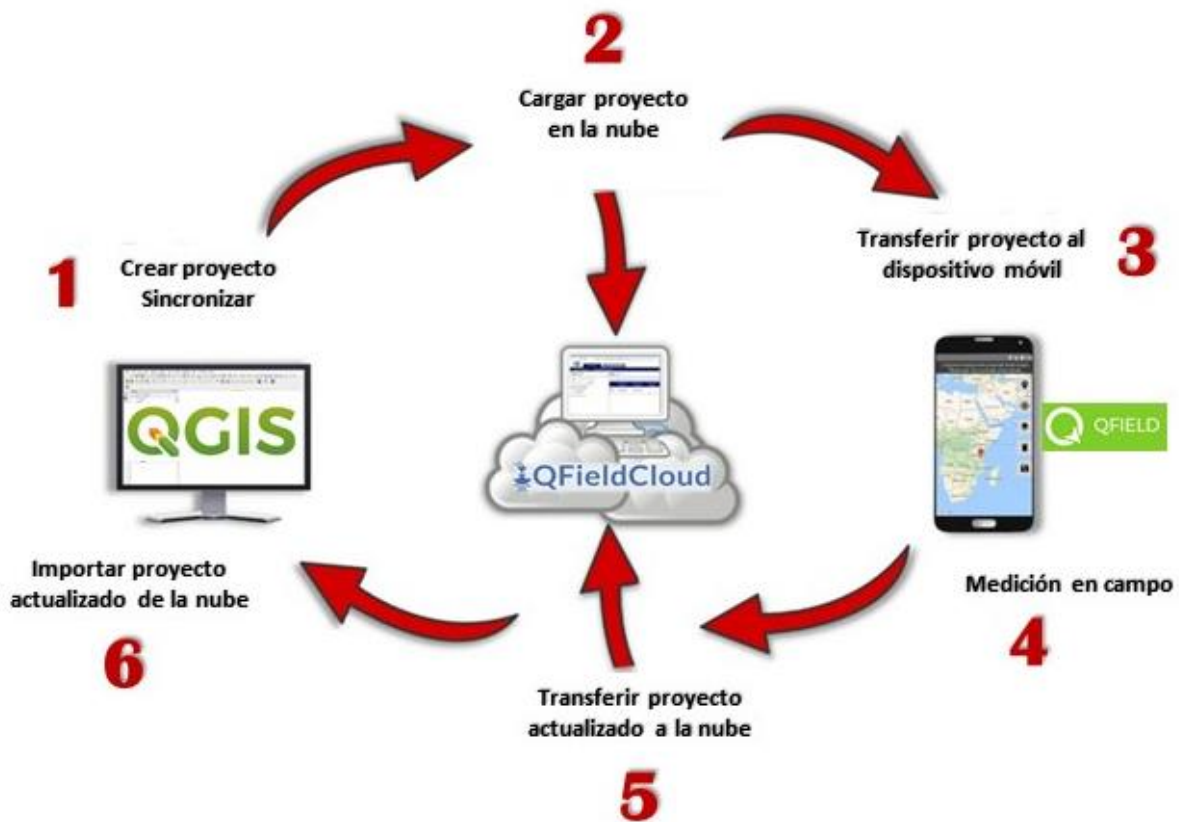 2
Cargar proyecto
en la nube
1
Crear proyecto
Sincronizar
Transferir proyecto al
dispositivo móvil
3
QGIS
QFieldCloud
QFIELD
Importar proyecto
actualizado de la nube
6
Medición en campo
4
Transferir proyecto
actualizado a la nube
5